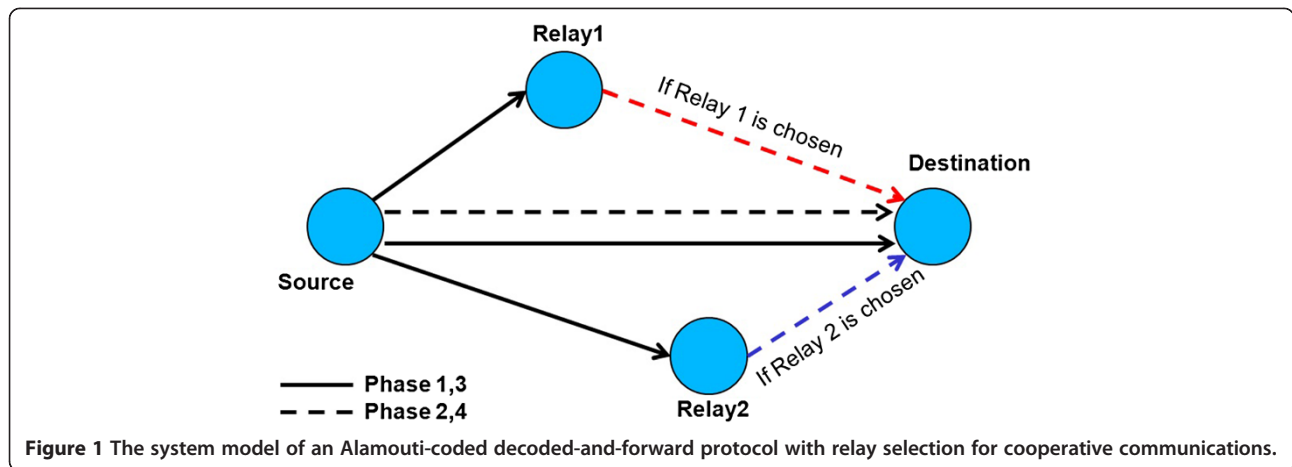 Relay1
If Relay 1 is chosen
Destination
Source
If Relay 2 is chosen
Relay2
Phase 1,3
Phase 2,4
Figure 1 The system model of an Alamouti-coded decoded-and-forward protocol with relay selection for cooperative communications.